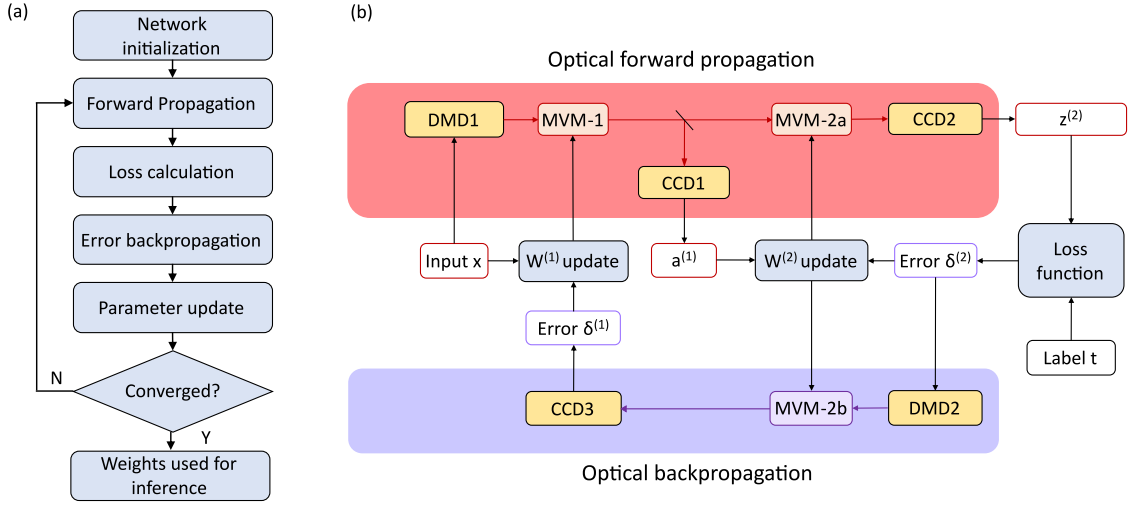 (a)
Network
initialization
Forward Propagation
Loss calculation
Error backpropagation
Parameter update
Converged?
N
Y
Weights used for
inference
(b)
Optical forward propagation
DMD1
MVM-1
MVM-2a
CCD2
z⁽²⁾
CCD1
Input x
W⁽¹⁾ update
a⁽¹⁾
W⁽²⁾ update
Error δ⁽²⁾
Loss
function
Error δ⁽¹⁾
Label t
CCD3
MVM-2b
DMD2
Optical backpropagation